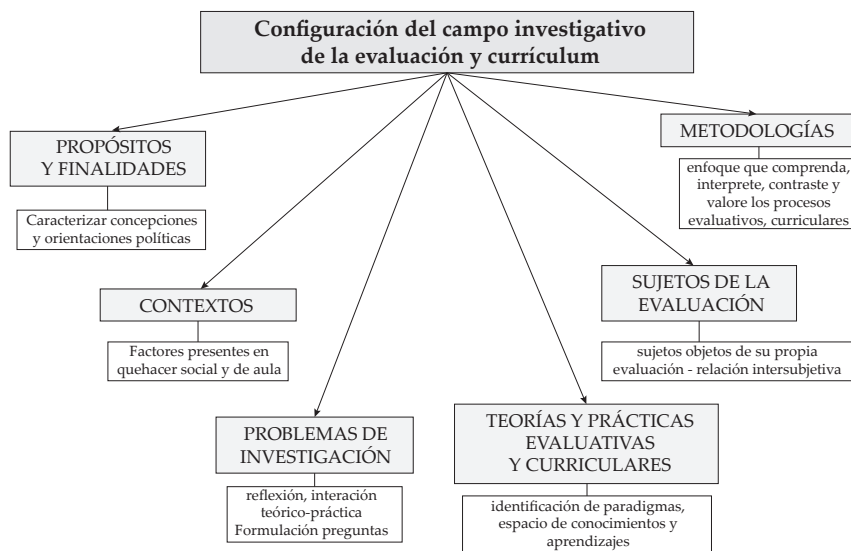 Configuración del campo investigativo
de la evaluación y currículum
PROPÓSITOS
Y FINALIDADES
Caracterizar concepciones
y orientaciones políticas
METODOLOGÍAS
enfoque que comprenda,
interprete, contraste y
valore los procesos
evaluativos, curriculares
CONTEXTOS
Factores presentes en
quehacer social y de aula
SUJETOS DE LA
EVALUACIÓN
sujetos objetos de su propia
evaluación - relación intersubjetiva
PROBLEMAS DE
INVESTIGACIÓN
reflexión, interación
teórico-práctica
Formulación preguntas
TEORÍAS Y PRÁCTICAS
EVALUATIVAS
Y CURRICULARES
identificación de paradigmas,
espacio de conocimientos y
aprendizajes